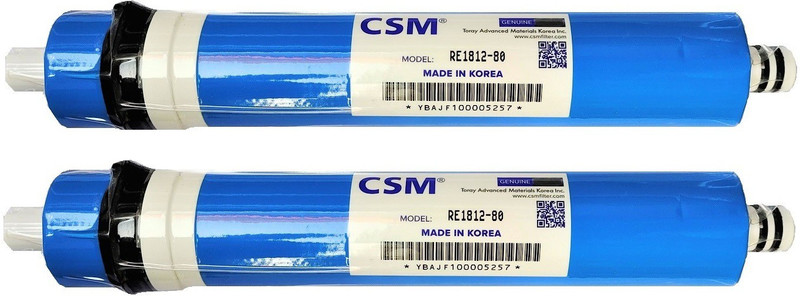 CSM®
GENUINE
Toray Advanced Materials Korea Inc.
www.csmfilter.com
MODEL: RE1812-80
MADE IN KOREA
* YBAJF100005257 *
CSM®
GENUINE
Toray Advanced Materials Korea Inc.
www.csmfilter.com
MODEL: RE1812-80
MADE IN KOREA
* YBAJF100005257 *